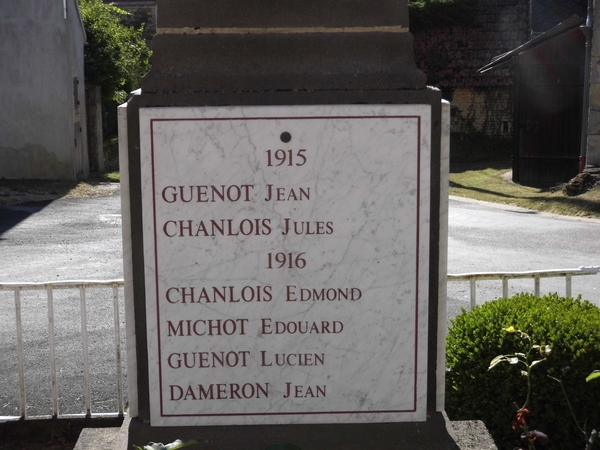 1915
GUENOT JEAN
CHANLOIS JULES
1916
CHANLOIS EDMOND
MICHOT EDOUARD
GUENOT LUCIEN
DAMERON JEAN